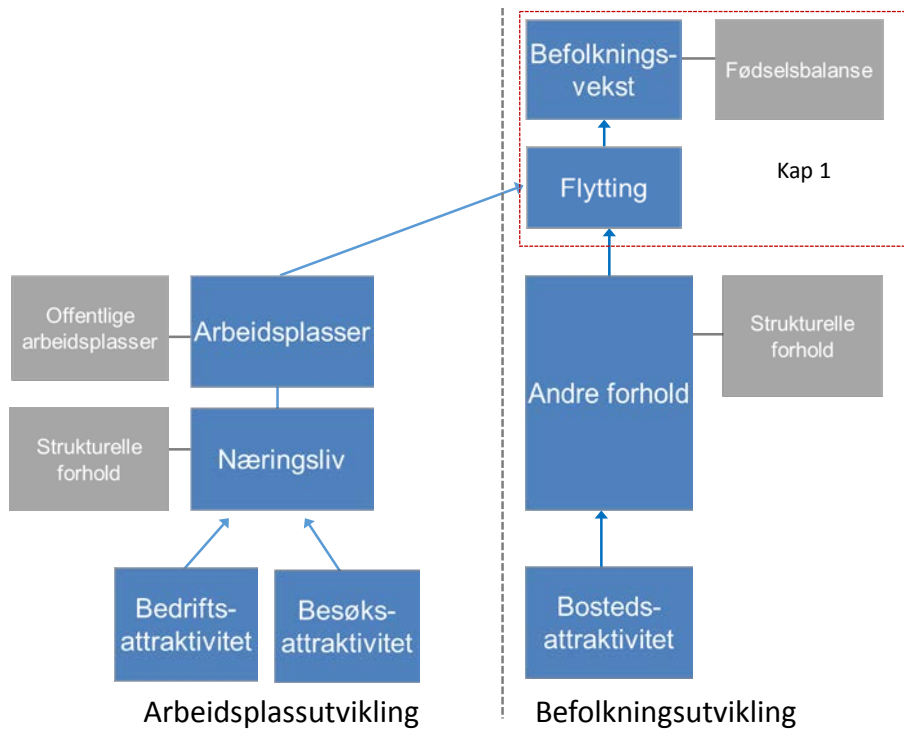 Befolknings-
vekst
Fødselsbalanse
Kap 1
Flytting
Offentlige
arbeidsplasser
Arbeidsplasser
Strukturelle
forhold
Andre forhold
Strukturelle
forhold
Næringsliv
Bedrifts-
attraktivitet
Besøks-
attraktivitet
Bosteds-
attraktivitet
Arbeidsplassutvikling
Befolkningsutvikling